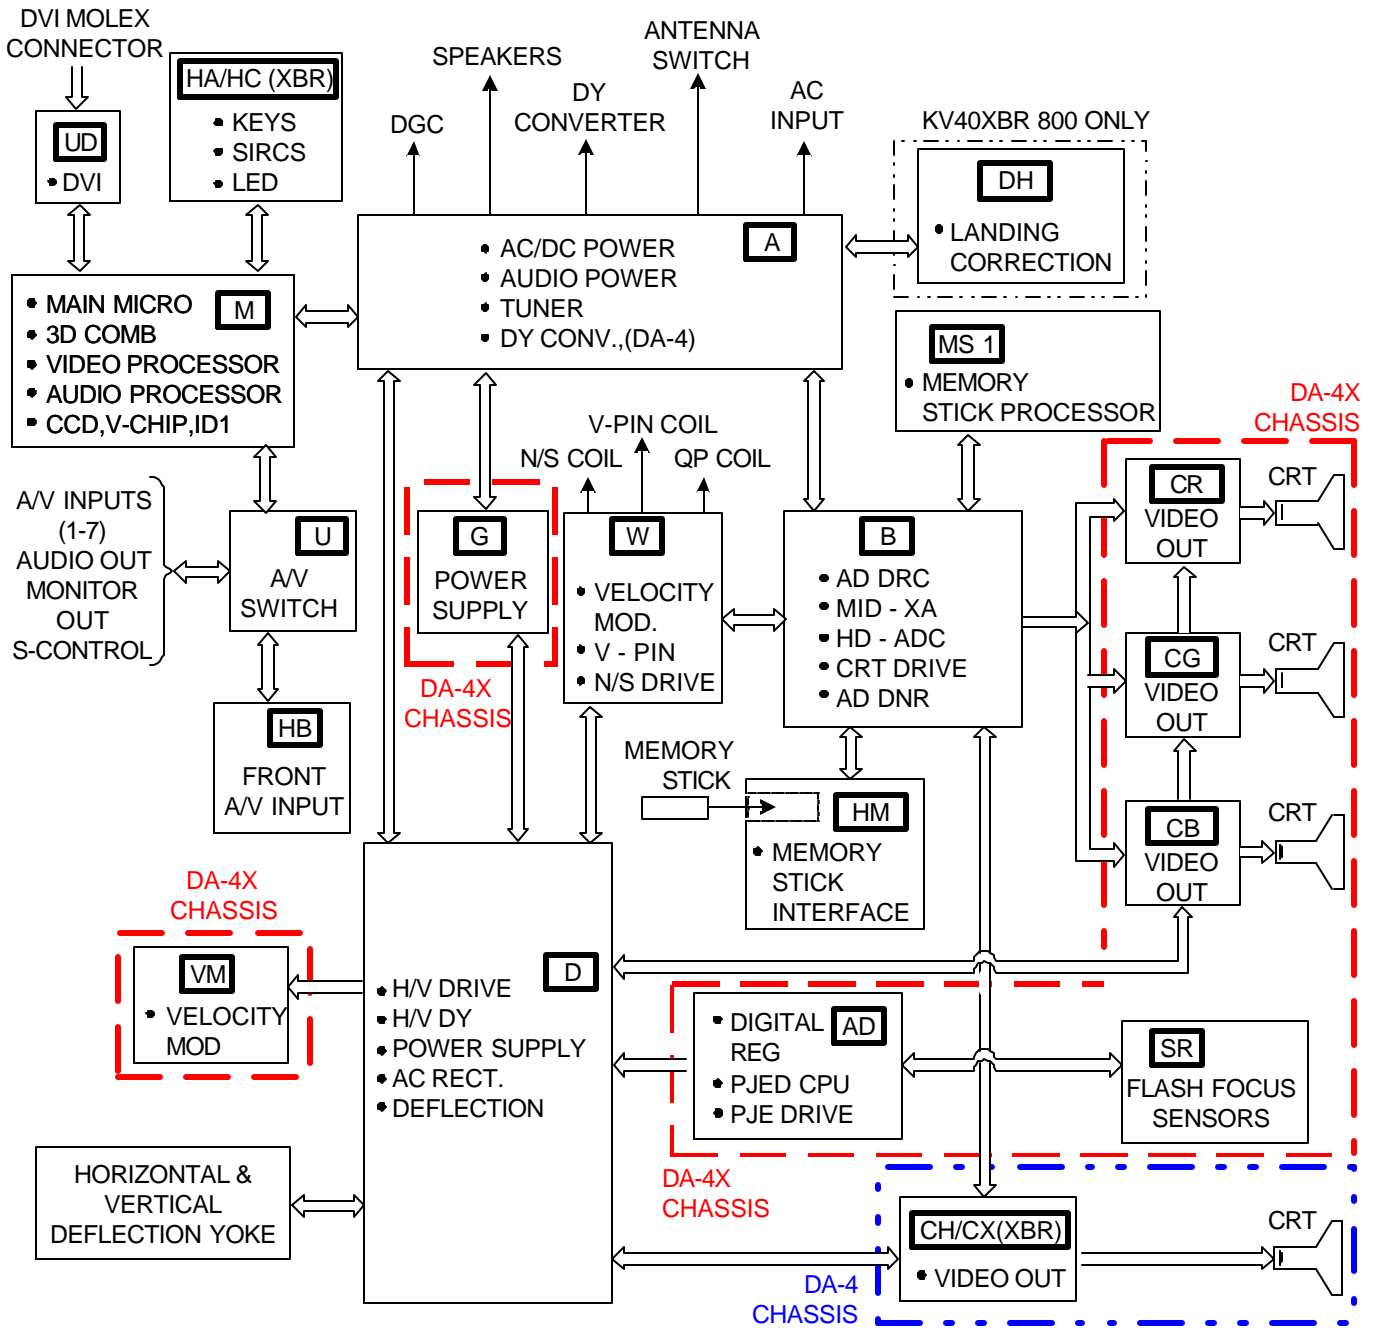 DVI MOLEX
CONNECTOR
HA/HC (XBR)
KEYS
SIRCS
LED
UD
DVI
SPEAKERS
ANTENNA
SWITCH
DGC
DY
CONVERTER
AC
INPUT
KV40XBR 800 ONLY
DH
LANDING
CORRECTION
A
AC/DC POWER
AUDIO POWER
TUNER
DY CONV.,(DA-4)
M
MAIN MICRO
3D COMB
VIDEO PROCESSOR
AUDIO PROCESSOR
CCD,V-CHIP,ID1
MS 1
MEMORY
STICK PROCESSOR
DA-4X
CHASSIS
V-PIN COIL
N/S COIL
QP COIL
A/V INPUTS
(1-7)
AUDIO OUT
MONITOR
OUT
S-CONTROL
U
A/V
SWITCH
G
POWER
SUPPLY
DA-4X
CHASSIS
W
VELOCITY
MOD.
V - PIN
N/S DRIVE
B
AD DRC
MID - XA
HD - ADC
CRT DRIVE
AD DNR
CR
VIDEO
OUT
CRT
CG
VIDEO
OUT
CRT
CB
VIDEO
OUT
CRT
HB
FRONT
A/V INPUT
MEMORY
STICK
HM
MEMORY
STICK
INTERFACE
DA-4X
CHASSIS
VM
VELOCITY
MOD
D
H/V DRIVE
H/V DY
POWER SUPPLY
AC RECT.
DEFLECTION
AD
DIGITAL
REG
PJED CPU
PJE DRIVE
SR
FLASH FOCUS
SENSORS
DA-4X
CHASSIS
HORIZONTAL &
VERTICAL
DEFLECTION YOKE
CH/CX(XBR)
VIDEO OUT
CRT
DA-4
CHASSIS